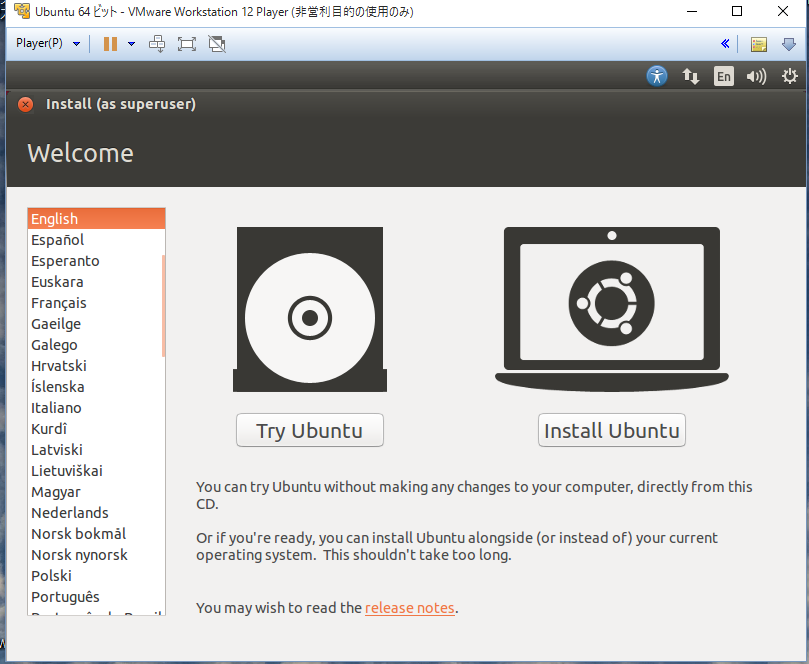 Ubuntu 64 ビット - VMware Workstation 12 Player (非営利目的の使用のみ)
Player(P)
En
Install (as superuser)
Welcome
English
Español
Esperanto
Euskara
Français
Gaeilge
Galego
Hrvatski
Íslenska
Italiano
Kurdî
Latviski
Lietuviškai
Magyar
Nederlands
Norsk bokmål
Norsk nynorsk
Polski
Português
Try Ubuntu
Install Ubuntu
You can try Ubuntu without making any changes to your computer, directly from this
CD.
Or if you're ready, you can install Ubuntu alongside (or instead of) your current
operating system.  This shouldn't take too long.
You may wish to read the release notes.